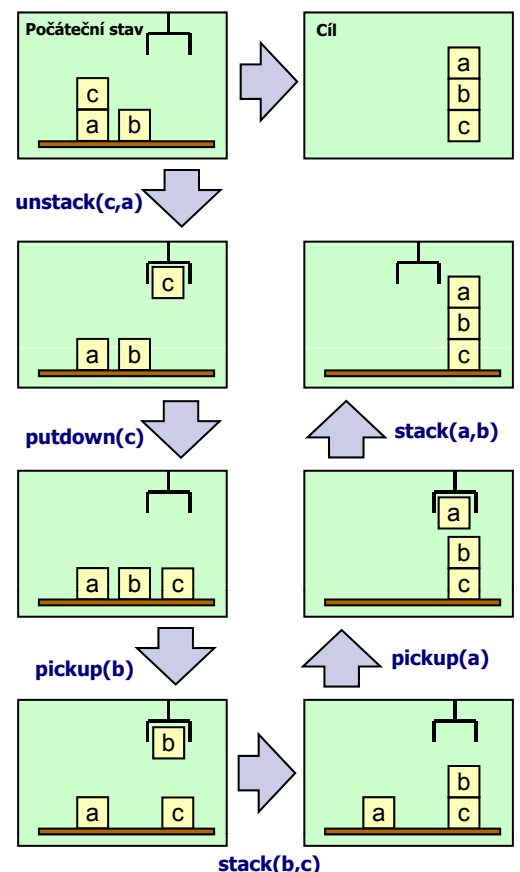 Počáteční stav
c
a b
Cíl
a
b
c
unstack(c,a)
c
a b
putdown(c)
a b c
pickup(b)
b
a c
stack(b,c)
b
a c
pickup(a)
a
b
c
stack(a,b)
a
b
c